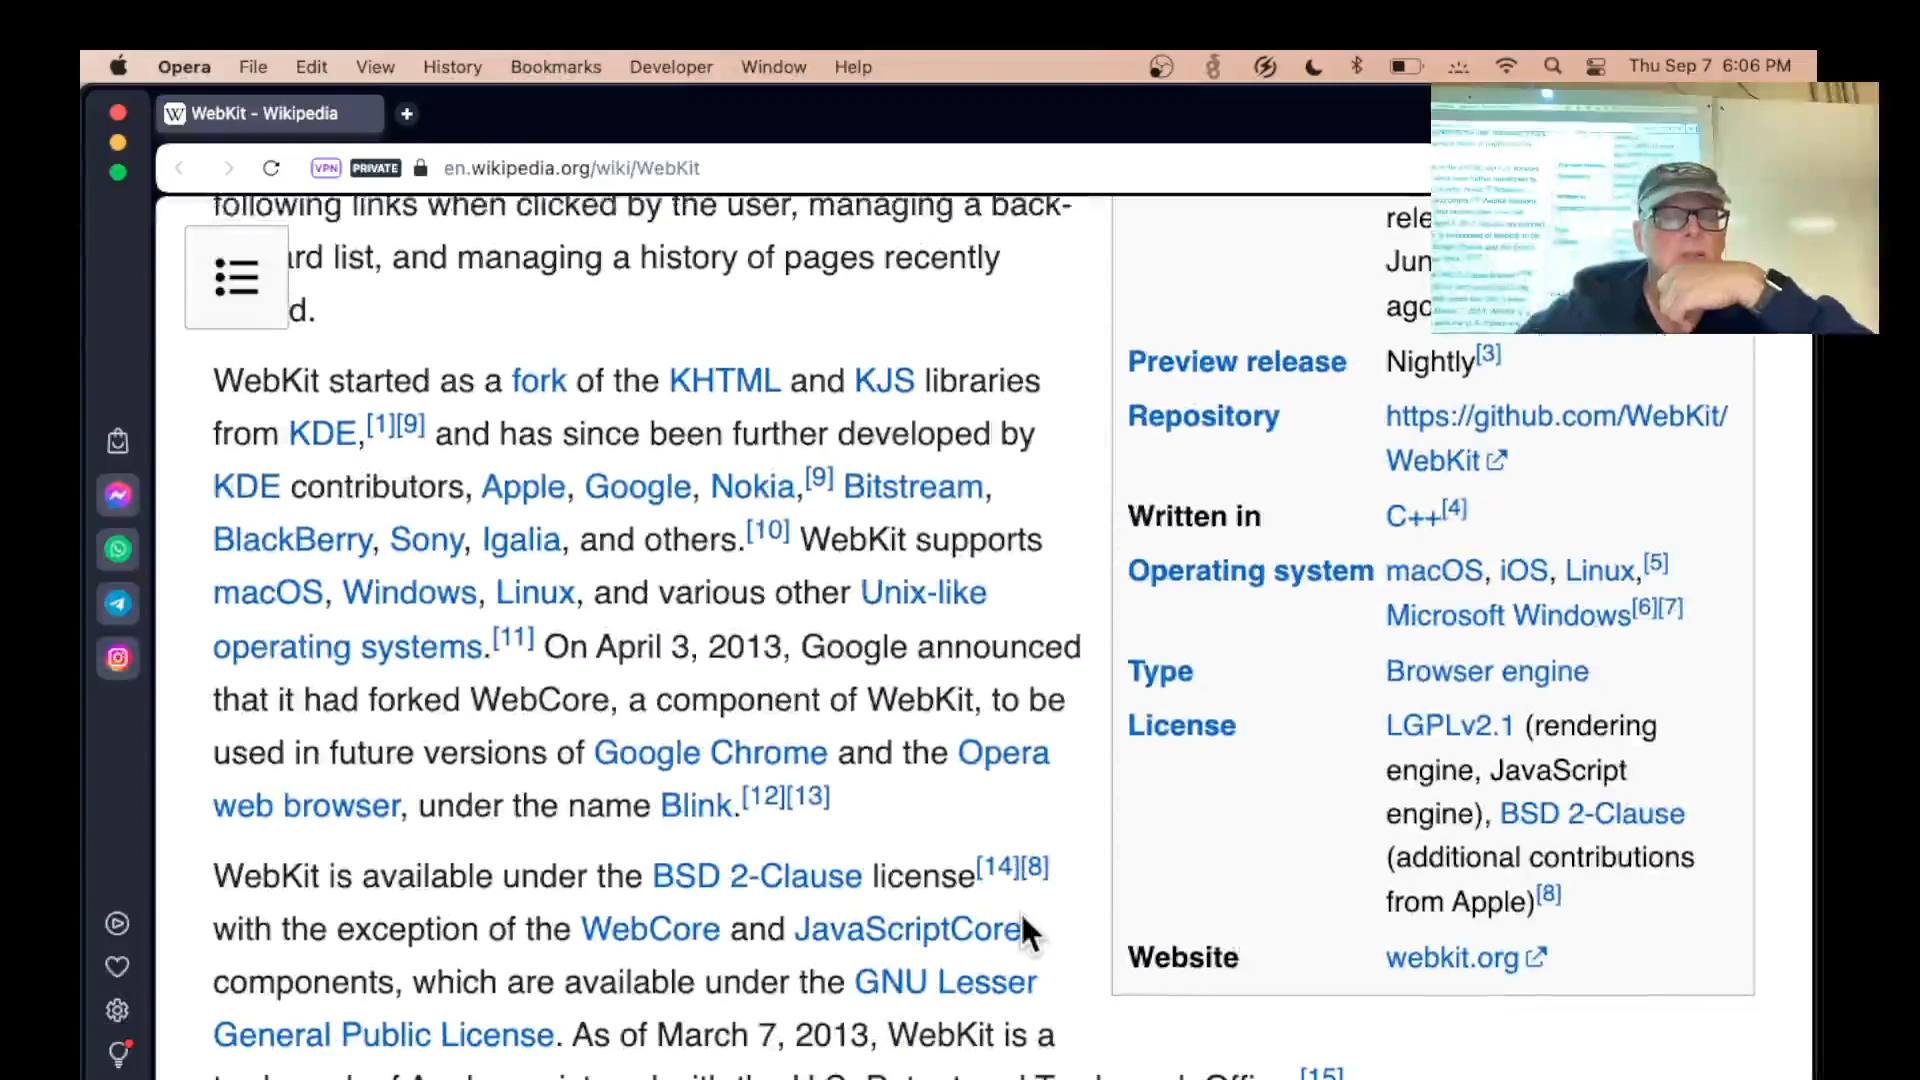 Opera File Edit View History Bookmarks Developer Window Help Thu Sep 7 6:06 PM
W WebKit - Wikipedia
VPN PRIVATE en.wikipedia.org/wiki/WebKit
following links when clicked by the user, managing a back-
ard list, and managing a history of pages recently
d.
WebKit started as a fork of the KHTML and KJS libraries
from KDE,[1][9] and has since been further developed by
KDE contributors, Apple, Google, Nokia,[9] Bitstream,
BlackBerry, Sony, Igalia, and others.[10] WebKit supports
macOS, Windows, Linux, and various other Unix-like
operating systems.[11] On April 3, 2013, Google announced
that it had forked WebCore, a component of WebKit, to be
used in future versions of Google Chrome and the Opera
web browser, under the name Blink.[12][13]
WebKit is available under the BSD 2-Clause license[14][8]
with the exception of the WebCore and JavaScriptCore
components, which are available under the GNU Lesser
General Public License. As of March 7, 2013, WebKit is a
[15]
rele
Jun
ago
Preview release Nightly[3]
Repository https://github.com/WebKit/
WebKit
Written in C++[4]
Operating system macOS, iOS, Linux,[5]
Microsoft Windows[6][7]
Type Browser engine
License LGPLv2.1 (rendering
engine, JavaScript
engine), BSD 2-Clause
(additional contributions
from Apple)[8]
Website webkit.org